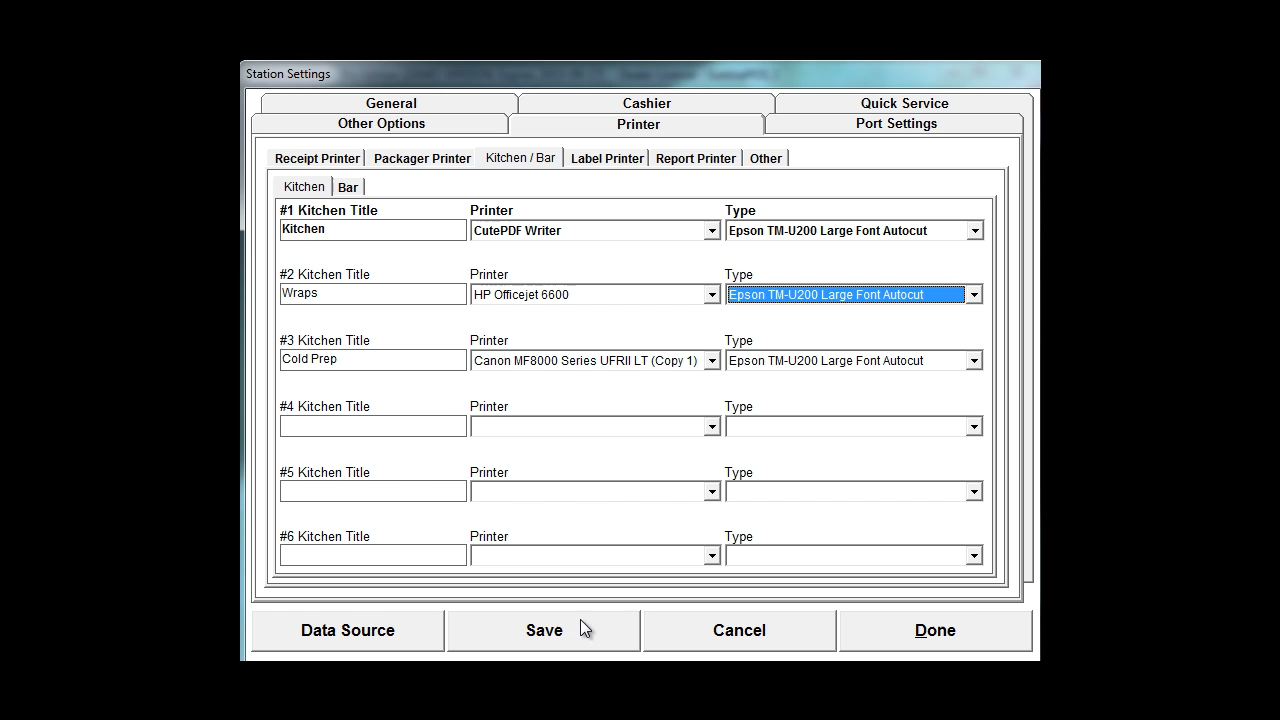 Station Settings
General Cashier Quick Service
Other Options Printer Port Settings
Receipt Printer Packager Printer Kitchen / Bar Label Printer Report Printer Other
Kitchen Bar
#1 Kitchen Title Printer Type
Kitchen CutePDF Writer Epson TM-U200 Large Font Autocut
#2 Kitchen Title Printer Type
Wraps HP Officejet 6600 Epson TM-U200 Large Font Autocut
#3 Kitchen Title Printer Type
Cold Prep Canon MF8000 Series UFRII LT (Copy 1) Epson TM-U200 Large Font Autocut
#4 Kitchen Title Printer Type
#5 Kitchen Title Printer Type
#6 Kitchen Title Printer Type
Data Source Save Cancel Done